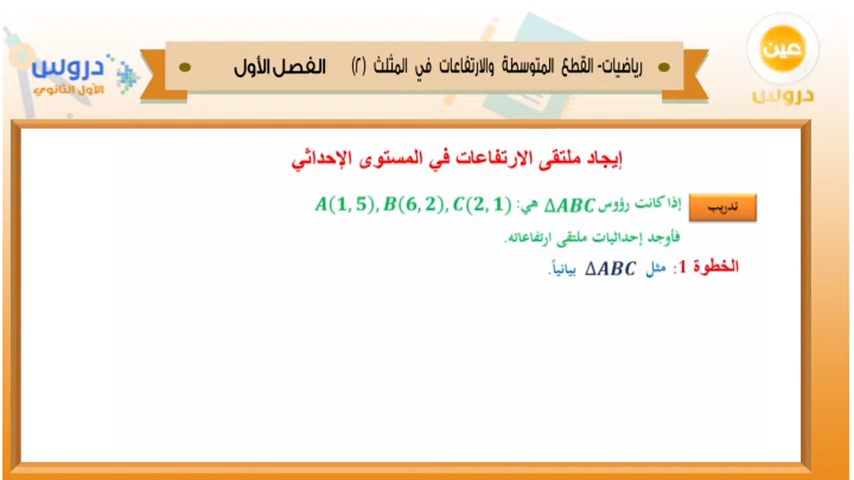 عين
دروس
رياضيات- القطع المتوسطة والارتفاعات في المثلث (٢) الفصل الأول
دروس
الأول الثانوي
إيجاد ملتقى الارتفاعات في المستوى الإحداثي
تدريب إذا كانت رؤوس ΔABC هي: A(1, 5), B(6, 2), C(2, 1)
فأوجد إحداثيات ملتقى ارتفاعاته.
الخطوة 1: مثل ΔABC بيانياً.